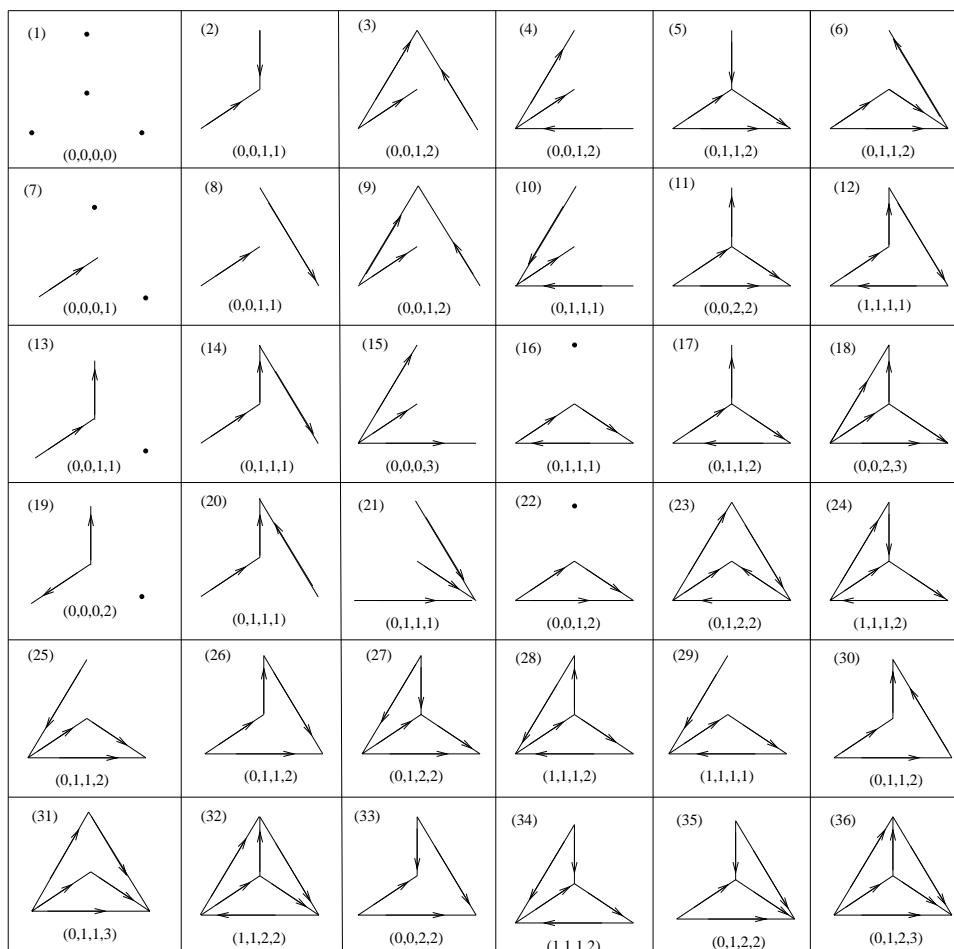 (1) (2) (3) (4) (5) (6)
(0,0,0,0) (0,0,1,1) (0,0,1,2) (0,0,1,2) (0,1,1,2) (0,1,1,2)
(7) (8) (9) (10) (11) (12)
(0,0,0,1) (0,0,1,1) (0,0,1,2) (0,1,1,1) (0,0,2,2) (1,1,1,1)
(13) (14) (15) (16) (17) (18)
(0,0,1,1) (0,1,1,1) (0,0,0,3) (0,1,1,1) (0,1,1,2) (0,0,2,3)
(19) (20) (21) (22) (23) (24)
(0,0,0,2) (0,1,1,1) (0,1,1,1) (0,0,1,2) (0,1,2,2) (1,1,1,2)
(25) (26) (27) (28) (29) (30)
(0,1,1,2) (0,1,1,2) (0,1,2,2) (1,1,1,2) (1,1,1,1) (0,1,1,2)
(31) (32) (33) (34) (35) (36)
(0,1,1,3) (1,1,2,2) (0,0,2,2) (1,1,1,2) (0,1,2,2) (0,1,2,3)